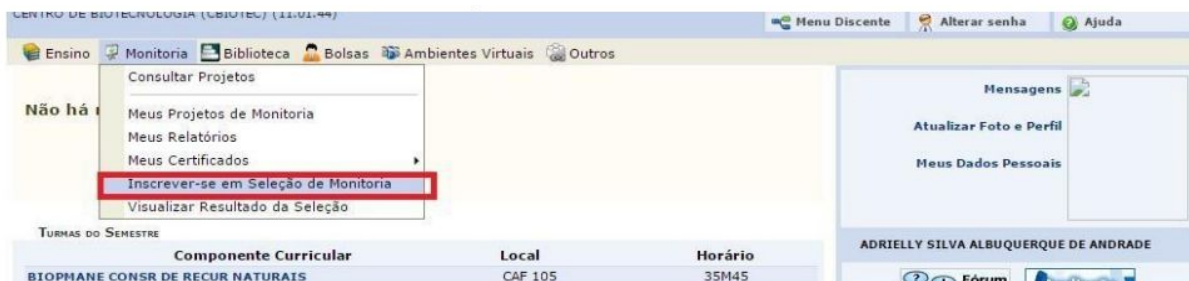 CENTRO DE BIOTECNOLOGIA (CBIOTEC) (11.01.44)
Menu Discente Alterar senha Ajuda
Ensino Monitoria Biblioteca Bolsas Ambientes Virtuais Outros
Consultar Projetos
Não há
Meus Projetos de Monitoria
Meus Relatórios
Meus Certificados
Inscrever-se em Seleção de Monitoria
Visualizar Resultado da Seleção
Mensagens
Atualizar Foto e Perfil
Meus Dados Pessoais
TURMAS DO SEMESTRE
Componente Curricular Local Horário
BIOPMANE CONSR DE RECUR NATURAIS CAF 105 35M45
ADRIELLY SILVA ALBUQUERQUE DE ANDRADE
Fórum